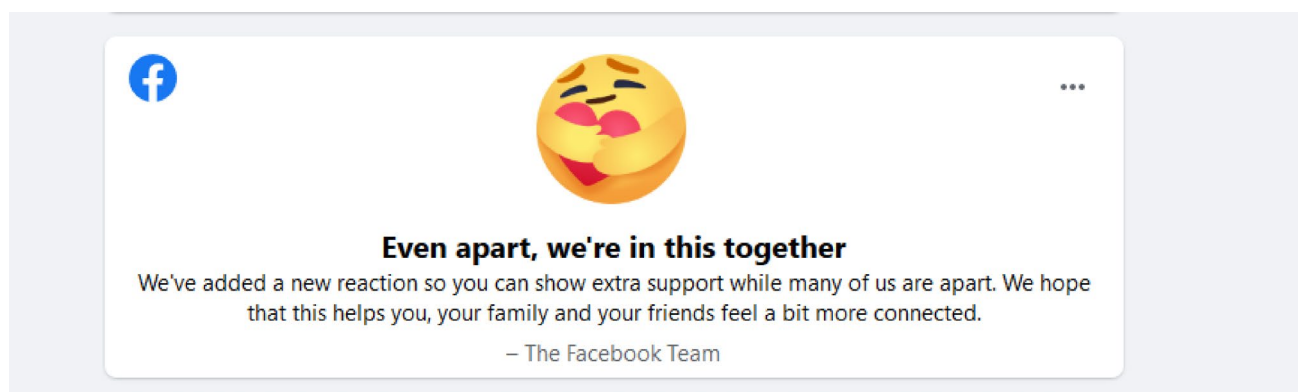 Even apart, we're in this together
We've added a new reaction so you can show extra support while many of us are apart. We hope
that this helps you, your family and your friends feel a bit more connected.
– The Facebook Team